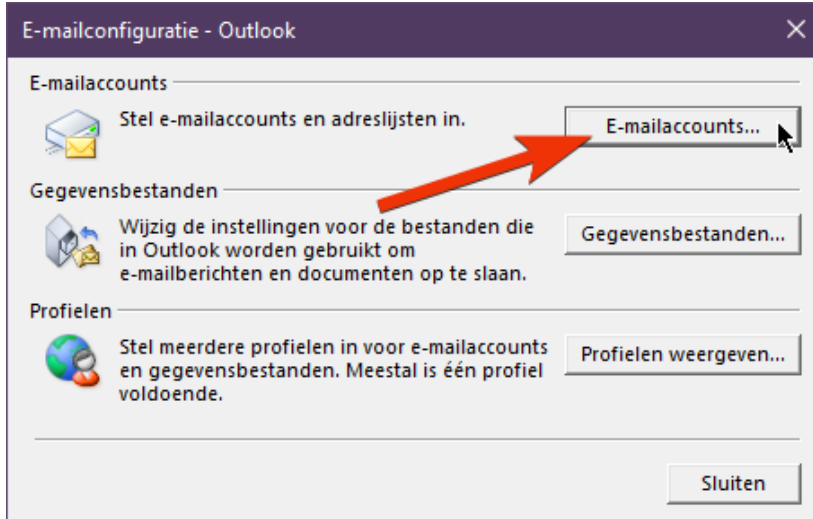 E-mailconfiguratie - Outlook
E-mailaccounts
Stel e-mailaccounts en adreslijsten in.
E-mailaccounts...
Gegevensbestanden
Wijzig de instellingen voor de bestanden die
in Outlook worden gebruikt om
e-mailberichten en documenten op te slaan.
Gegevensbestanden...
Profielen
Stel meerdere profielen in voor e-mailaccounts
en gegevensbestanden. Meestal is één profiel
voldoende.
Profielen weergeven...
Sluiten